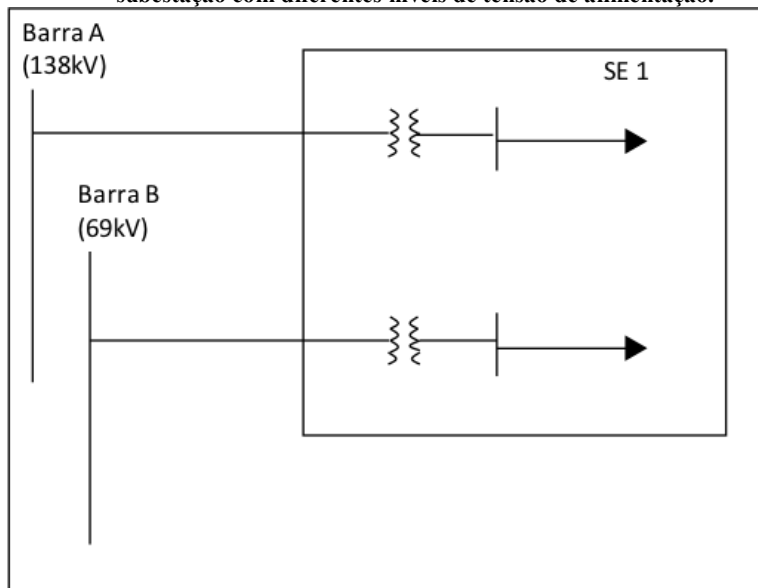 subestação com diferentes níveis de tensão de alimentação.
Barra A
(138kV)
SE 1
Barra B
(69kV)